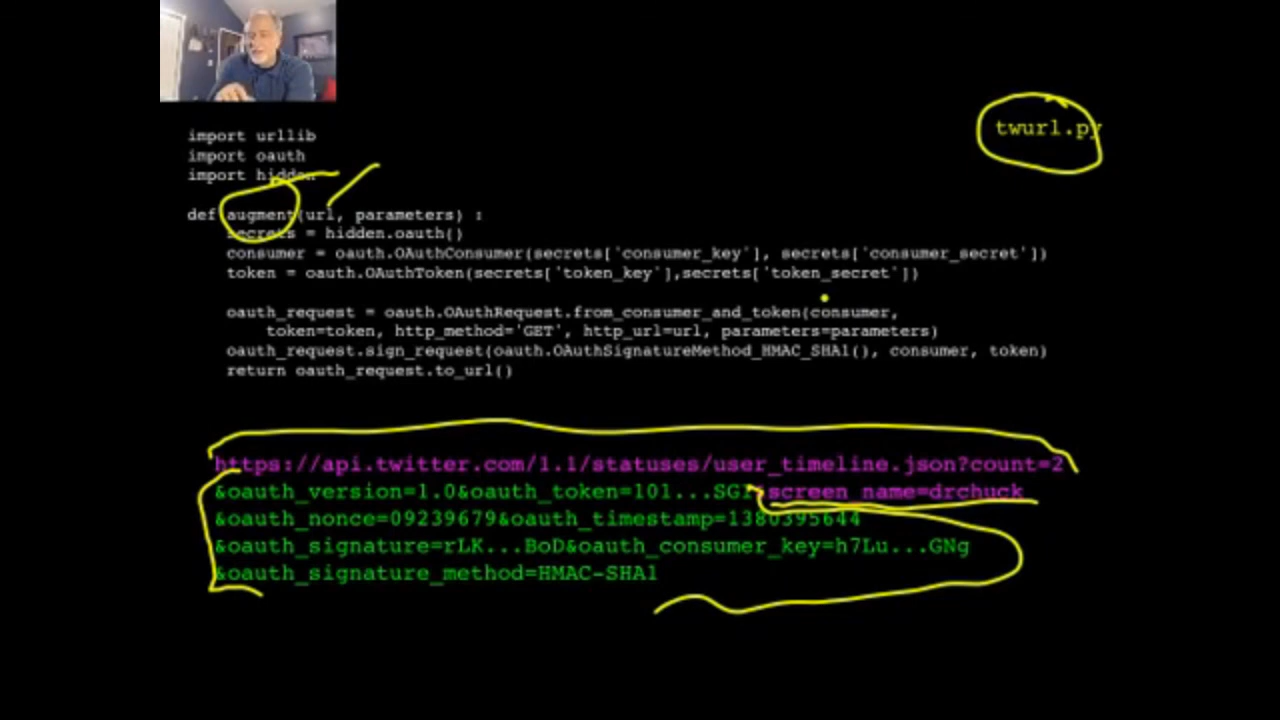 twurl.py
import urllib
import oauth
import hidden
def augment(url, parameters) :
secrets = hidden.oauth()
consumer = oauth.OAuthConsumer(secrets['consumer_key'], secrets['consumer_secret'])
token = oauth.OAuthToken(secrets['token_key'],secrets['token_secret'])
oauth_request = oauth.OAuthRequest.from_consumer_and_token(consumer,
token=token, http_method='GET', http_url=url, parameters=parameters)
oauth_request.sign_request(oauth.OAuthSignatureMethod_HMAC_SHA1(), consumer, token)
return oauth_request.to_url()
https://api.twitter.com/1.1/statuses/user_timeline.json?count=2
&oauth_version=1.0&oauth_token=101...SGI&screen_name=drchuck
&oauth_nonce=09239679&oauth_timestamp=1380395644
&oauth_signature=rLK...BoD&oauth_consumer_key=h7Lu...GNg
&oauth_signature_method=HMAC-SHA1